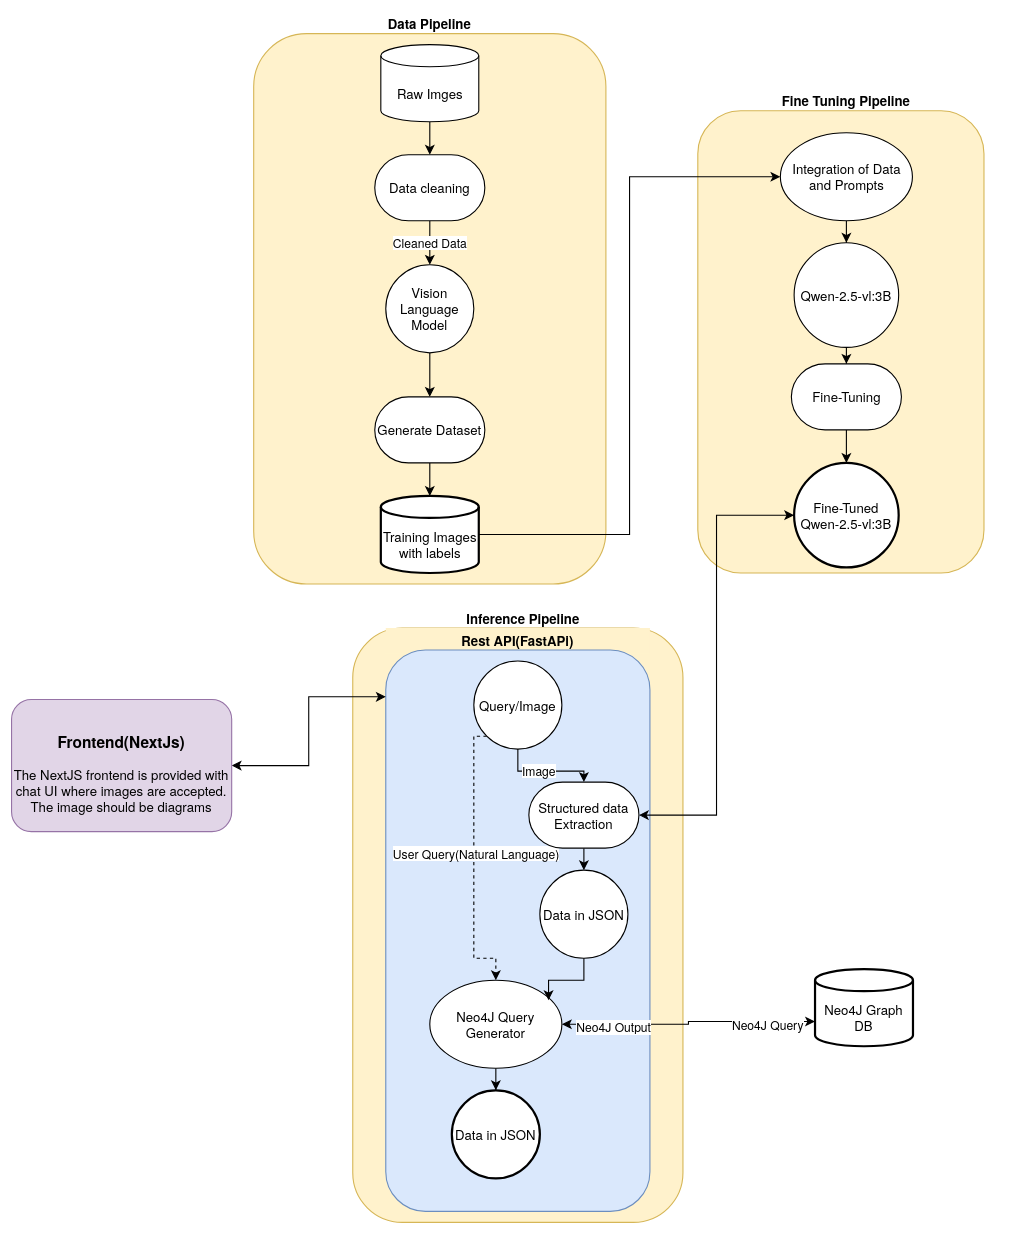 Data Pipeline
Raw Imges
Data cleaning
Cleaned Data
Vision
Language
Model
Generate Dataset
Training Images
with labels
Fine Tuning Pipeline
Integration of Data
and Prompts
Qwen-2.5-vl:3B
Fine-Tuning
Fine-Tuned
Qwen-2.5-vl:3B
Inference Pipeline
Rest API(FastAPI)
Query/Image
Image
Structured data
Extraction
User Query(Natural Language)
Data in JSON
Neo4J Query
Generator
Neo4J Output
Neo4J Query
Neo4J Graph
DB
Data in JSON
Frontend(NextJs)
The NextJS frontend is provided with
chat UI where images are accepted.
The image should be diagrams